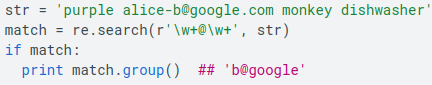 str = 'purple alice-b@google.com monkey dishwasher'
match = re.search(r'\w+@\w+', str)
if match:
  print match.group()  ## 'b@google'